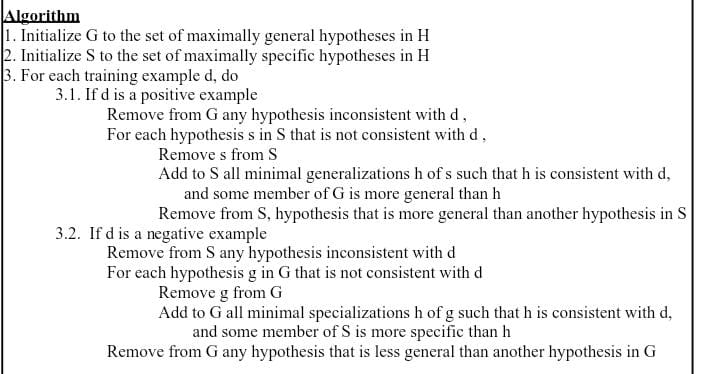 Algorithm
1. Initialize G to the set of maximally general hypotheses in H
2. Initialize S to the set of maximally specific hypotheses in H
3. For each training example d, do
3.1. If d is a positive example
Remove from G any hypothesis inconsistent with d ,
For each hypothesis s in S that is not consistent with d ,
Remove s from S
Add to S all minimal generalizations h of s such that h is consistent with d,
and some member of G is more general than h
Remove from S, hypothesis that is more general than another hypothesis in S
3.2. If d is a negative example
Remove from S any hypothesis inconsistent with d
For each hypothesis g in G that is not consistent with d
Remove g from G
Add to G all minimal specializations h of g such that h is consistent with d,
and some member of S is more specific than h
Remove from G any hypothesis that is less general than another hypothesis in G